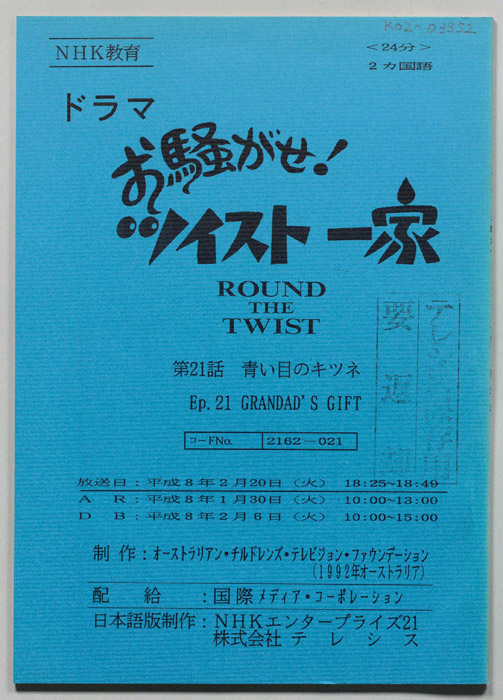 R02-03352
NHK教育
<24分>
2カ国語
ドラマ
お騒がせ!
ツイスト一家
ROUND
THE
TWIST
第21話 青い目のキツネ
Ep.21 GRANDAD'S GIFT
コードNo. 2162-021
要返却
放送日:平成8年2月20日(火) 18:25~18:49
AR:平成8年1月30日(火) 10:00~13:00
DB:平成8年2月6日(火) 10:00~15:00
制作:オーストラリアン・チルドレンズ・テレビジョン・ファウンデーション
(1992年オーストラリア)
配給:国際メディア・コーポレーション
日本語版制作:NHKエンタープライズ21
株式会社テレシス